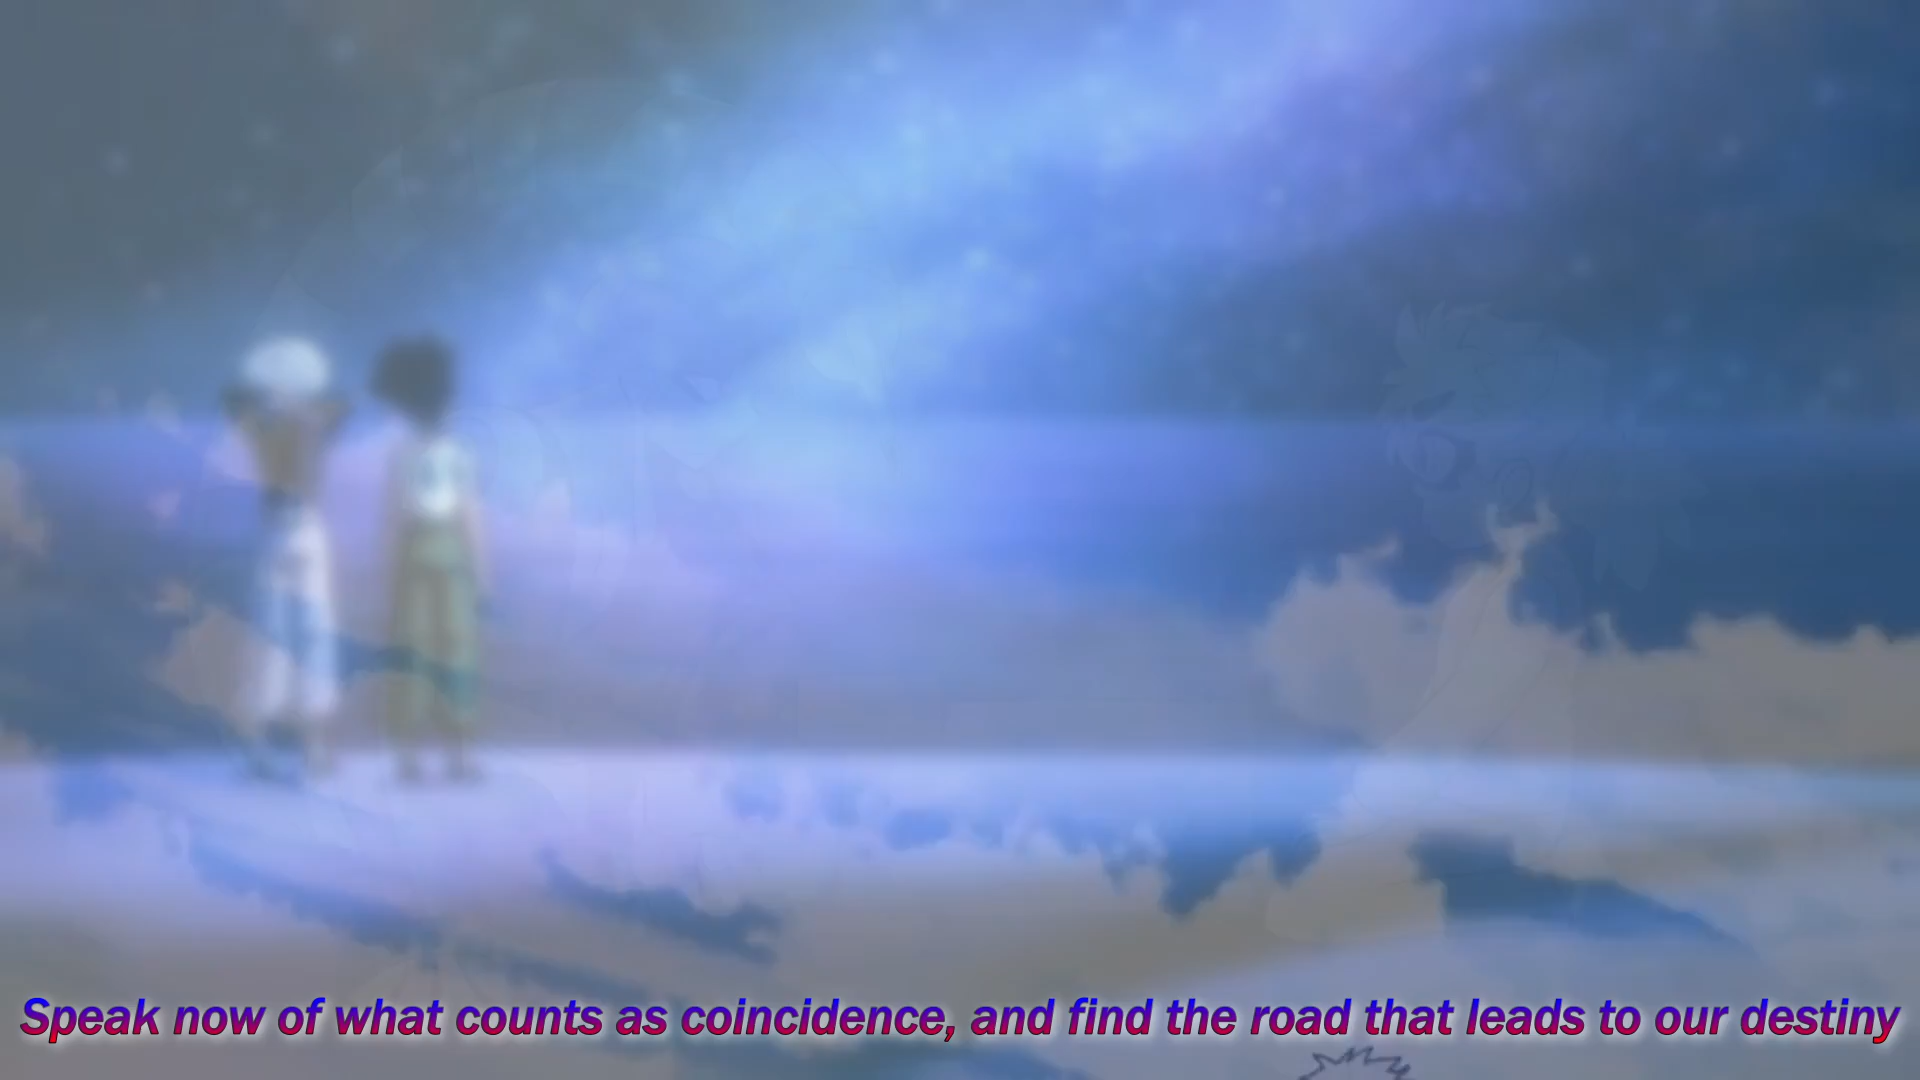 Speak now of what counts as coincidence, and find the road that leads to our destiny